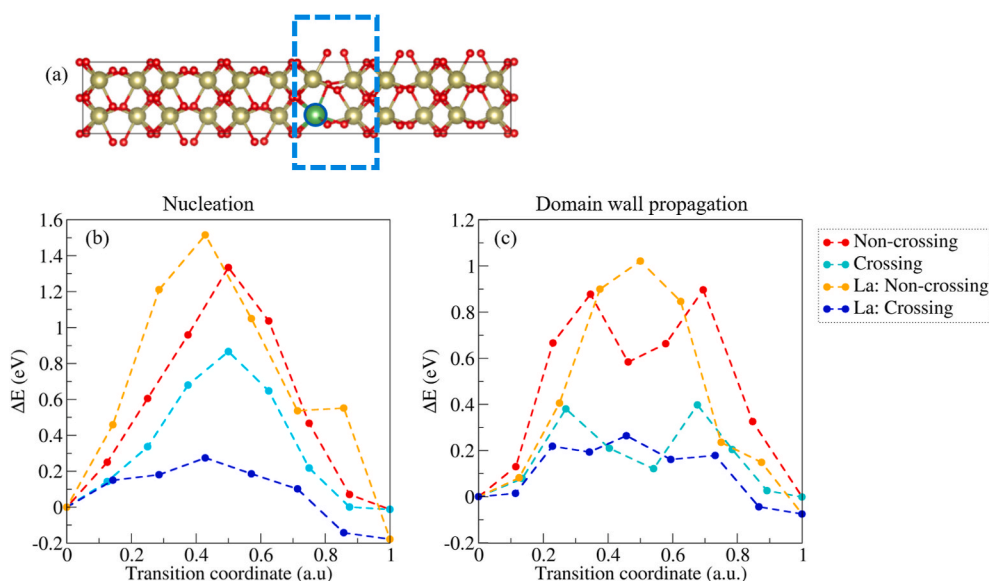 (a)
Nucleation
Domain wall propagation
(b)
(c)
1.6
1.4
1.2
1
0.8
0.6
0.4
0.2
0
-0.2
ΔE (eV)
0 0.2 0.4 0.6 0.8 1
Transition coordinate (a.u)
1.2
1
0.8
0.6
0.4
0.2
0
-0.2
ΔE (eV)
0 0.2 0.4 0.6 0.8 1
Transition coordinate (a.u)
Non-crossing
Crossing
La: Non-crossing
La: Crossing